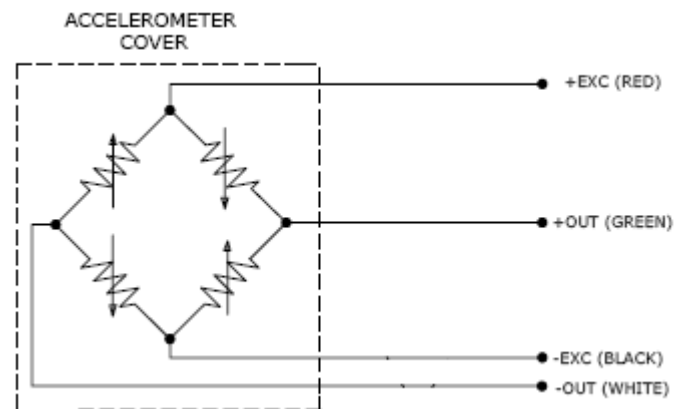 ACCELEROMETER
COVER
+EXC (RED)
+OUT (GREEN)
-EXC (BLACK)
-OUT (WHITE)